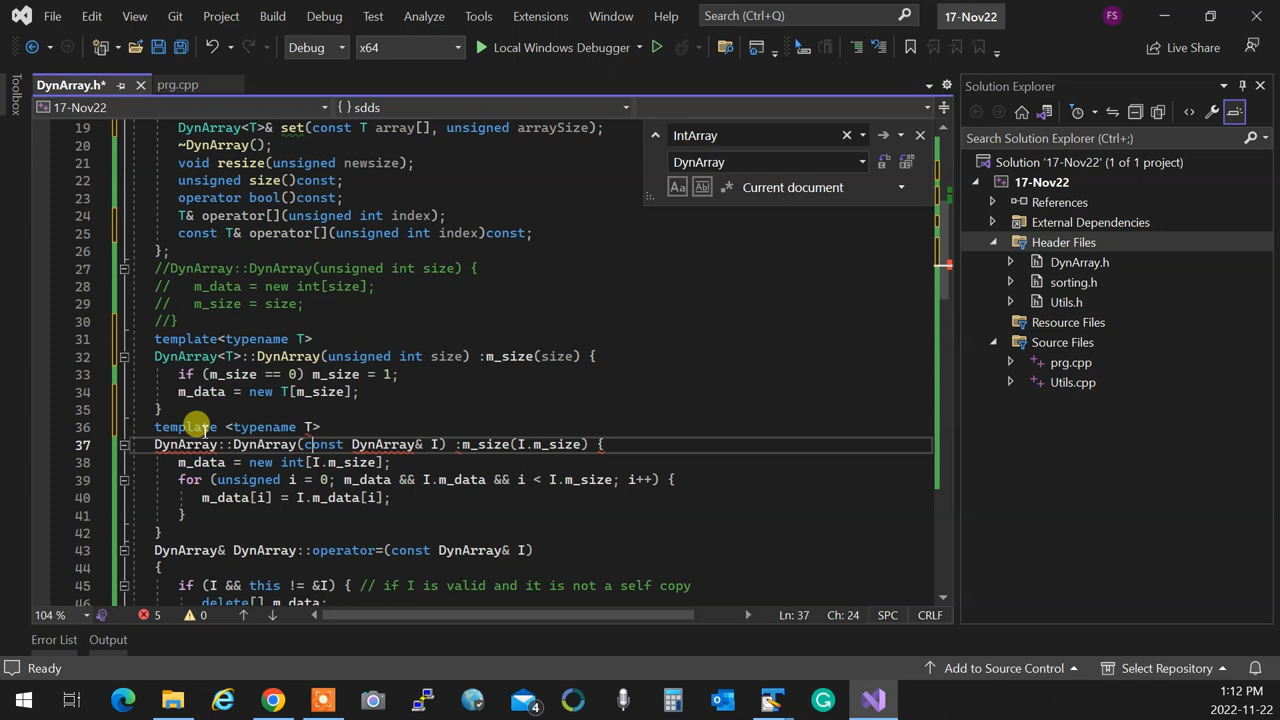 File Edit View Git Project Build Debug Test Analyze Tools Extensions Window Help Search (Ctrl+Q) 17-Nov22 FS
Debug x64 Local Windows Debugger Live Share
DynArray.h* prg.cpp
17-Nov22 {} sdds
Toolbox
19 DynArray<T>& set(const T array[], unsigned arraySize);
20 ~DynArray();
21 void resize(unsigned newsize);
22 unsigned size()const;
23 operator bool()const;
24 T& operator[](unsigned int index);
25 const T& operator[](unsigned int index)const;
26 };
27 //DynArray::DynArray(unsigned int size) {
28 // m_data = new int[size];
29 // m_size = size;
30 //}
31 template<typename T>
32 DynArray<T>::DynArray(unsigned int size) :m_size(size) {
33 if (m_size == 0) m_size = 1;
34 m_data = new T[m_size];
35 }
36 template <typename T>
37 DynArray::DynArray(const DynArray& I) :m_size(I.m_size) {
38 m_data = new int[I.m_size];
39 for (unsigned i = 0; m_data && I.m_data && i < I.m_size; i++) {
40 m_data[i] = I.m_data[i];
41 }
42 }
43 DynArray& DynArray::operator=(const DynArray& I)
44 {
45 if (I && this != &I) { // if I is valid and it is not a self copy
46 delete[] m_data;
IntArray
DynArray
Aa Ab .* Current document
104 % 5 0 Ln: 37 Ch: 24 SPC CRLF
Error List Output
Solution Explorer
Search Solution Explorer (Ctrl+;)
Solution '17-Nov22' (1 of 1 project)
17-Nov22
References
External Dependencies
Header Files
DynArray.h
sorting.h
Utils.h
Resource Files
Source Files
prg.cpp
Utils.cpp
Ready Add to Source Control Select Repository
4
1:12 PM
2022-11-22